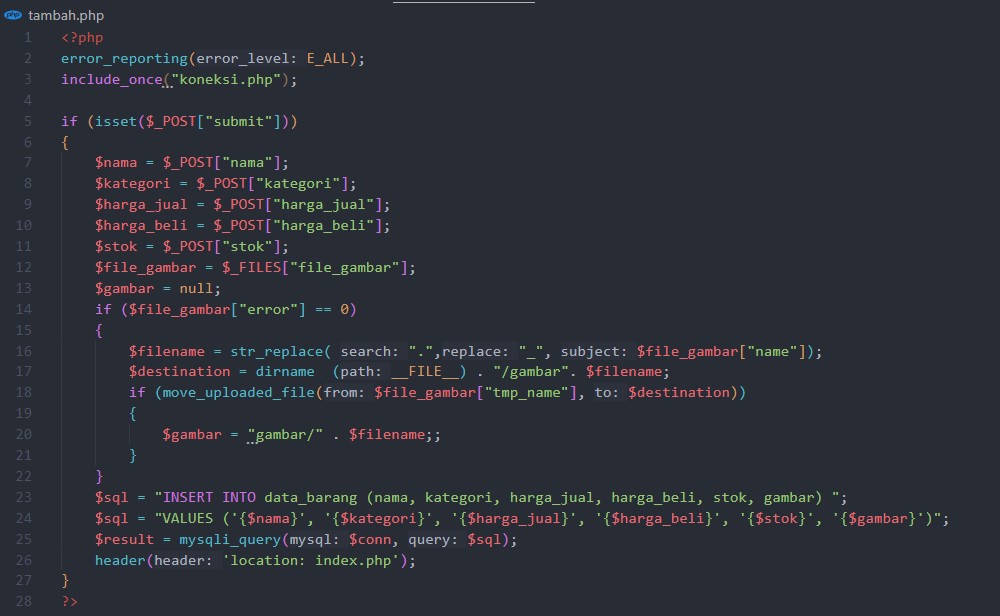 php tambah.php
1 <?php
2 error_reporting(error_level: E_ALL);
3 include_once("koneksi.php");
4
5 if (isset($_POST["submit"]))
6 {
7     $nama = $_POST["nama"];
8     $kategori = $_POST["kategori"];
9     $harga_jual = $_POST["harga_jual"];
10     $harga_beli = $_POST["harga_beli"];
11     $stok = $_POST["stok"];
12     $file_gambar = $_FILES["file_gambar"];
13     $gambar = null;
14     if ($file_gambar["error"] == 0)
15     {
16         $filename = str_replace( search: ".",replace: "_", subject: $file_gambar["name"]);
17         $destination = dirname  (path: __FILE__) . "/gambar". $filename;
18         if (move_uploaded_file(from: $file_gambar["tmp_name"], to: $destination))
19         {
20             $gambar = "gambar/" . $filename;;
21         }
22     }
23     $sql = "INSERT INTO data_barang (nama, kategori, harga_jual, harga_beli, stok, gambar) ";
24     $sql = "VALUES ('{$nama}', '{$kategori}', '{$harga_jual}', '{$harga_beli}', '{$stok}', '{$gambar}')";
25     $result = mysqli_query(mysql: $conn, query: $sql);
26     header(header: 'location: index.php');
27 }
28 ?>